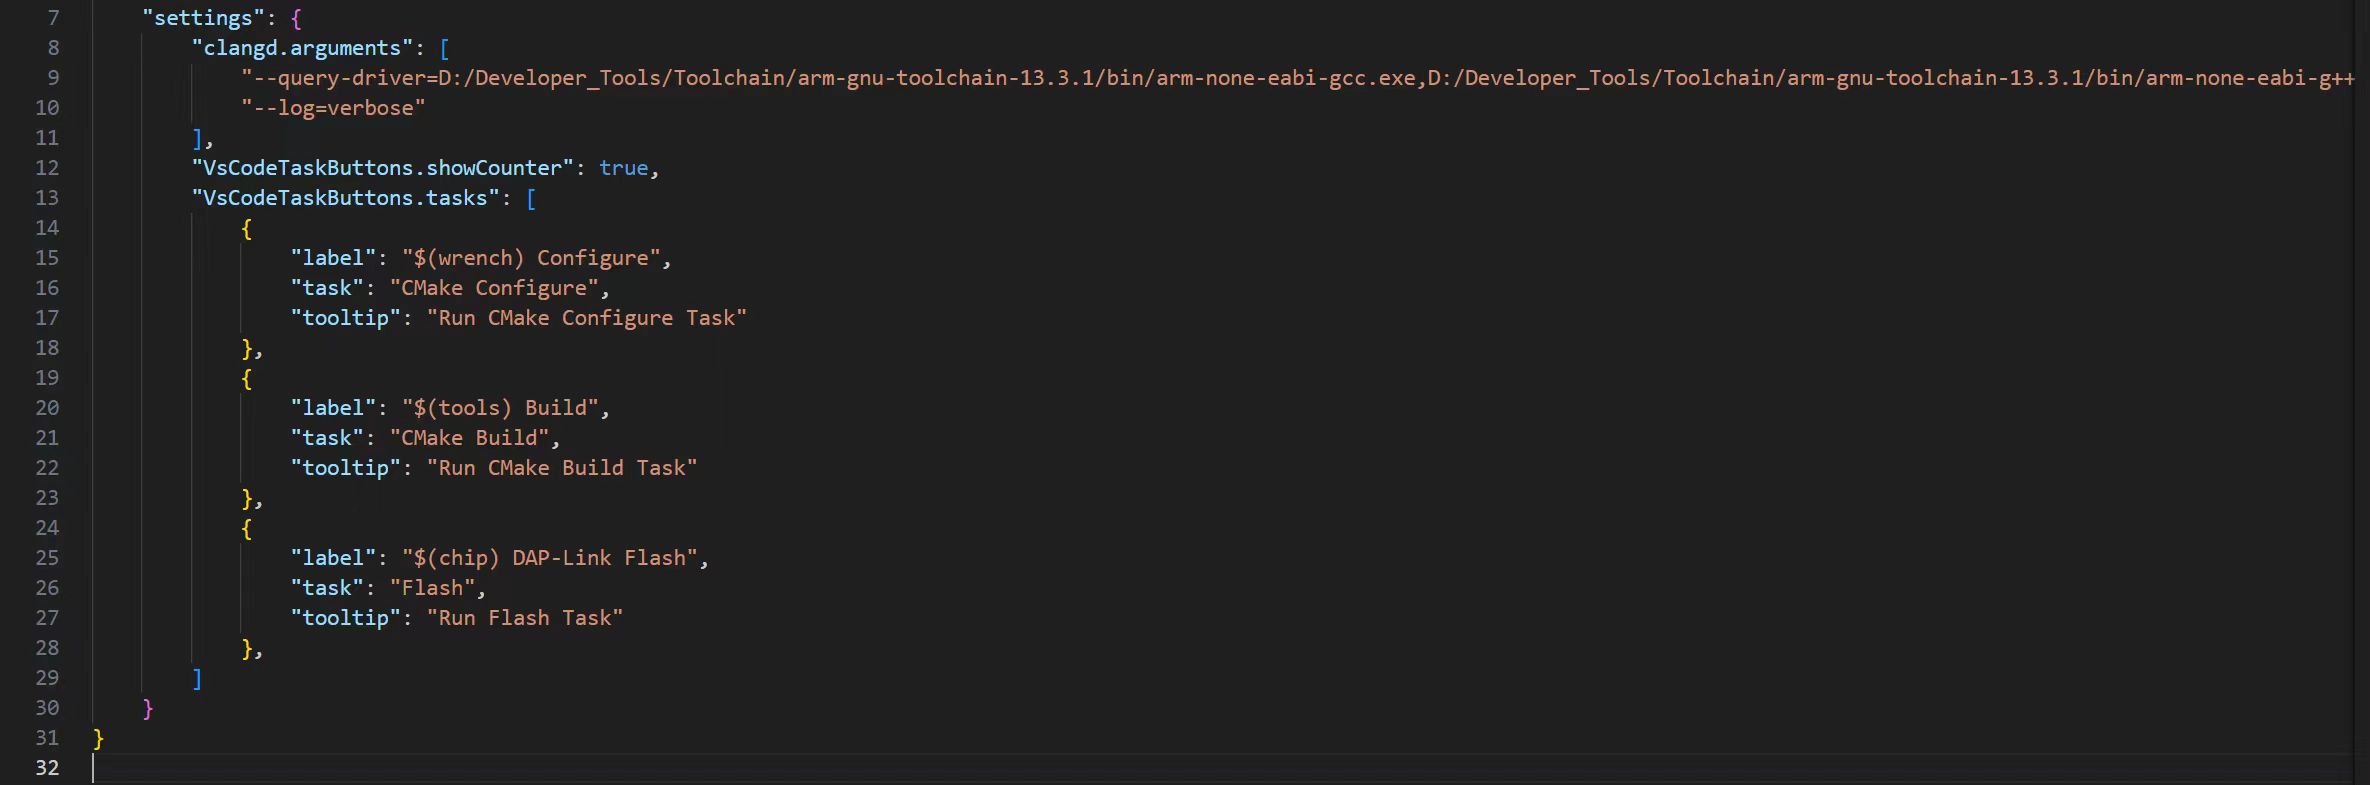 7 "settings": {
8 "clangd.arguments": [
9 "--query-driver=D:/Developer_Tools/Toolchain/arm-gnu-toolchain-13.3.1/bin/arm-none-eabi-gcc.exe,D:/Developer_Tools/Toolchain/arm-gnu-toolchain-13.3.1/bin/arm-none-eabi-g++
10 "--log=verbose"
11 ],
12 "VsCodeTaskButtons.showCounter": true,
13 "VsCodeTaskButtons.tasks": [
14 {
15 "label": "$(wrench) Configure",
16 "task": "CMake Configure",
17 "tooltip": "Run CMake Configure Task"
18 },
19 {
20 "label": "$(tools) Build",
21 "task": "CMake Build",
22 "tooltip": "Run CMake Build Task"
23 },
24 {
25 "label": "$(chip) DAP-Link Flash",
26 "task": "Flash",
27 "tooltip": "Run Flash Task"
28 },
29 ]
30 }
31 }
32